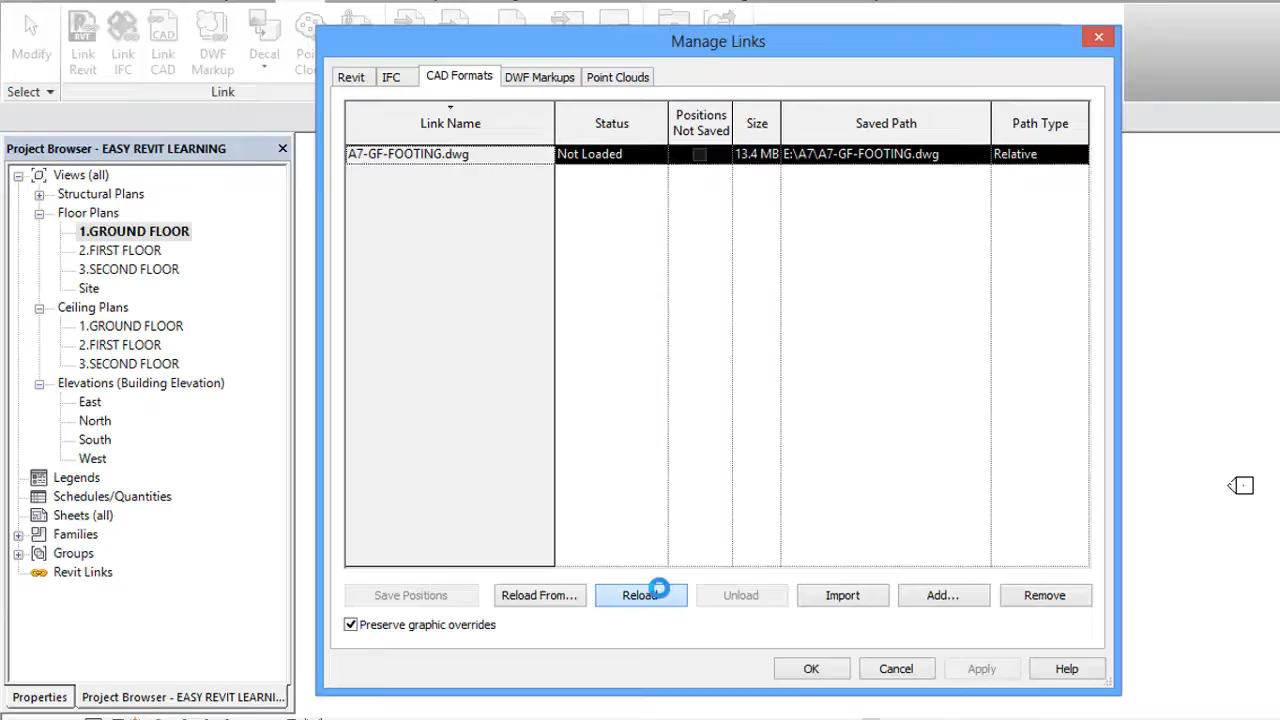 Modify
Link Revit
Link IFC
Link CAD
DWF Markup
Decal
Select
Link
Manage Links
Revit
IFC
CAD Formats
DWF Markups
Point Clouds
Link Name
Status
Positions Not Saved
Size
Saved Path
Path Type
A7-GF-FOOTING.dwg
Not Loaded
13.4 MB
E:\A7\A7-GF-FOOTING.dwg
Relative
Project Browser - EASY REVIT LEARNING
Views (all)
Structural Plans
Floor Plans
1.GROUND FLOOR
2.FIRST FLOOR
3.SECOND FLOOR
Site
Ceiling Plans
1.GROUND FLOOR
2.FIRST FLOOR
3.SECOND FLOOR
Elevations (Building Elevation)
East
North
South
West
Legends
Schedules/Quantities
Sheets (all)
Families
Groups
Revit Links
Save Positions
Reload From...
Reload
Unload
Import
Add...
Remove
Preserve graphic overrides
OK
Cancel
Apply
Help
Properties
Project Browser - EASY REVIT LEARNI...